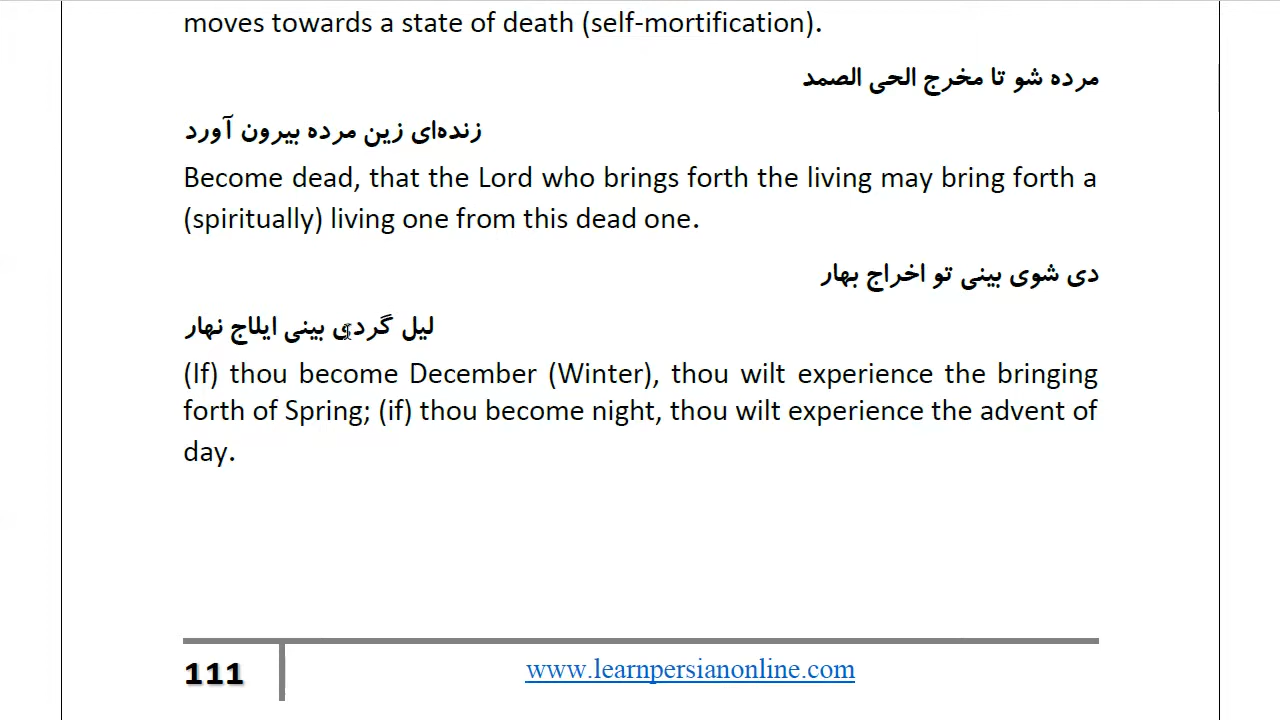 moves towards a state of death (self-mortification).
مرده شو تا مخرج الحی الصمد
زنده‌ای زین مرده بیرون آورد
Become dead, that the Lord who brings forth the living may bring forth a
(spiritually) living one from this dead one.
دی شوی بینی تو اخراج بهار
لیل گردی بینی ایلاج نهار
(If) thou become December (Winter), thou wilt experience the bringing
forth of Spring; (if) thou become night, thou wilt experience the advent of
day.
111
www.learnpersianonline.com